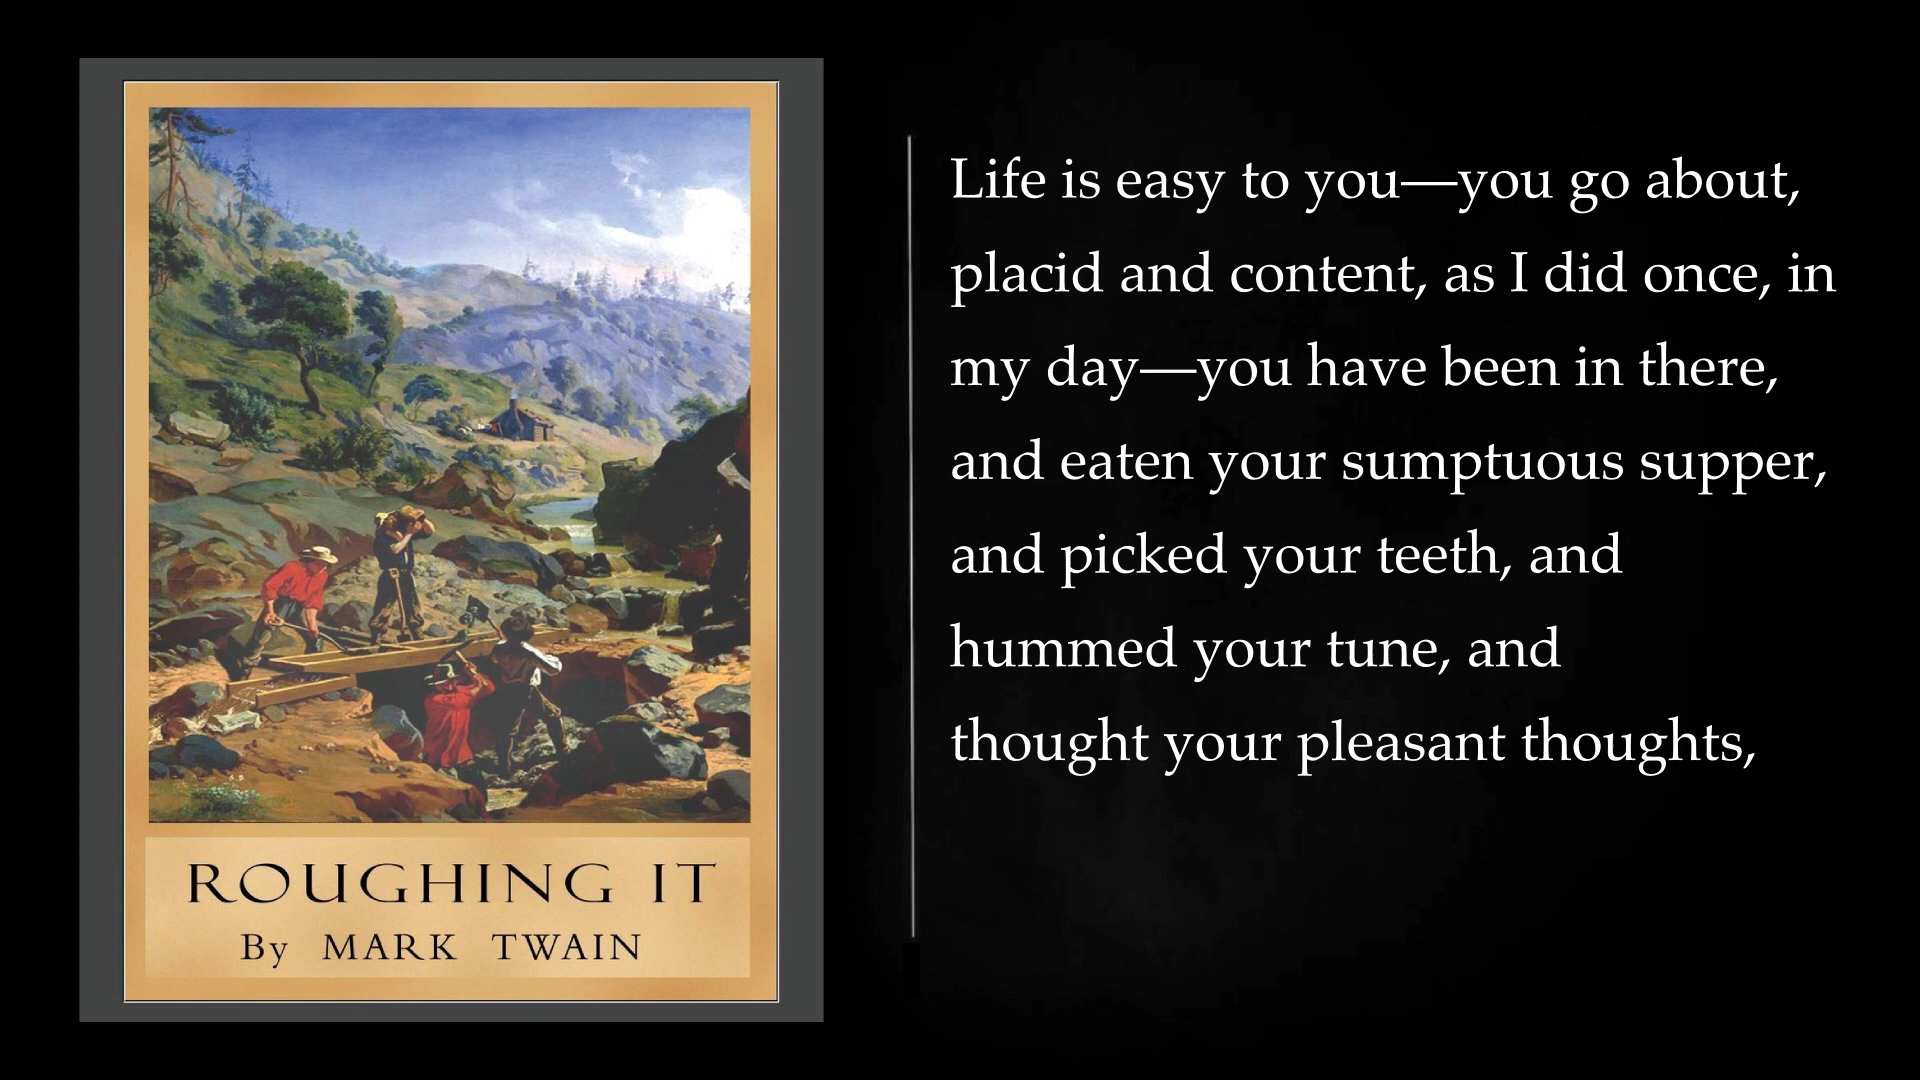 Life is easy to you—you go about,
placid and content, as I did once, in
my day—you have been in there,
and eaten your sumptuous supper,
and picked your teeth, and
hummed your tune, and
thought your pleasant thoughts,
ROUGHING IT
By MARK TWAIN